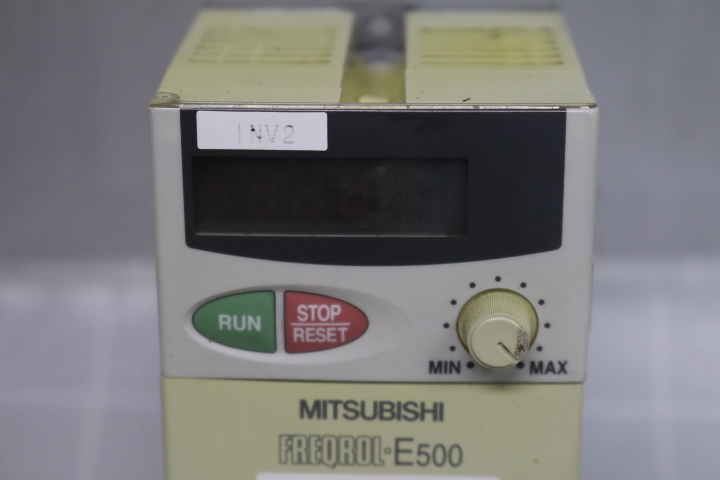 INV2
RUN
STOP
RESET
MIN MAX
MITSUBISHI
FREQROL-E500